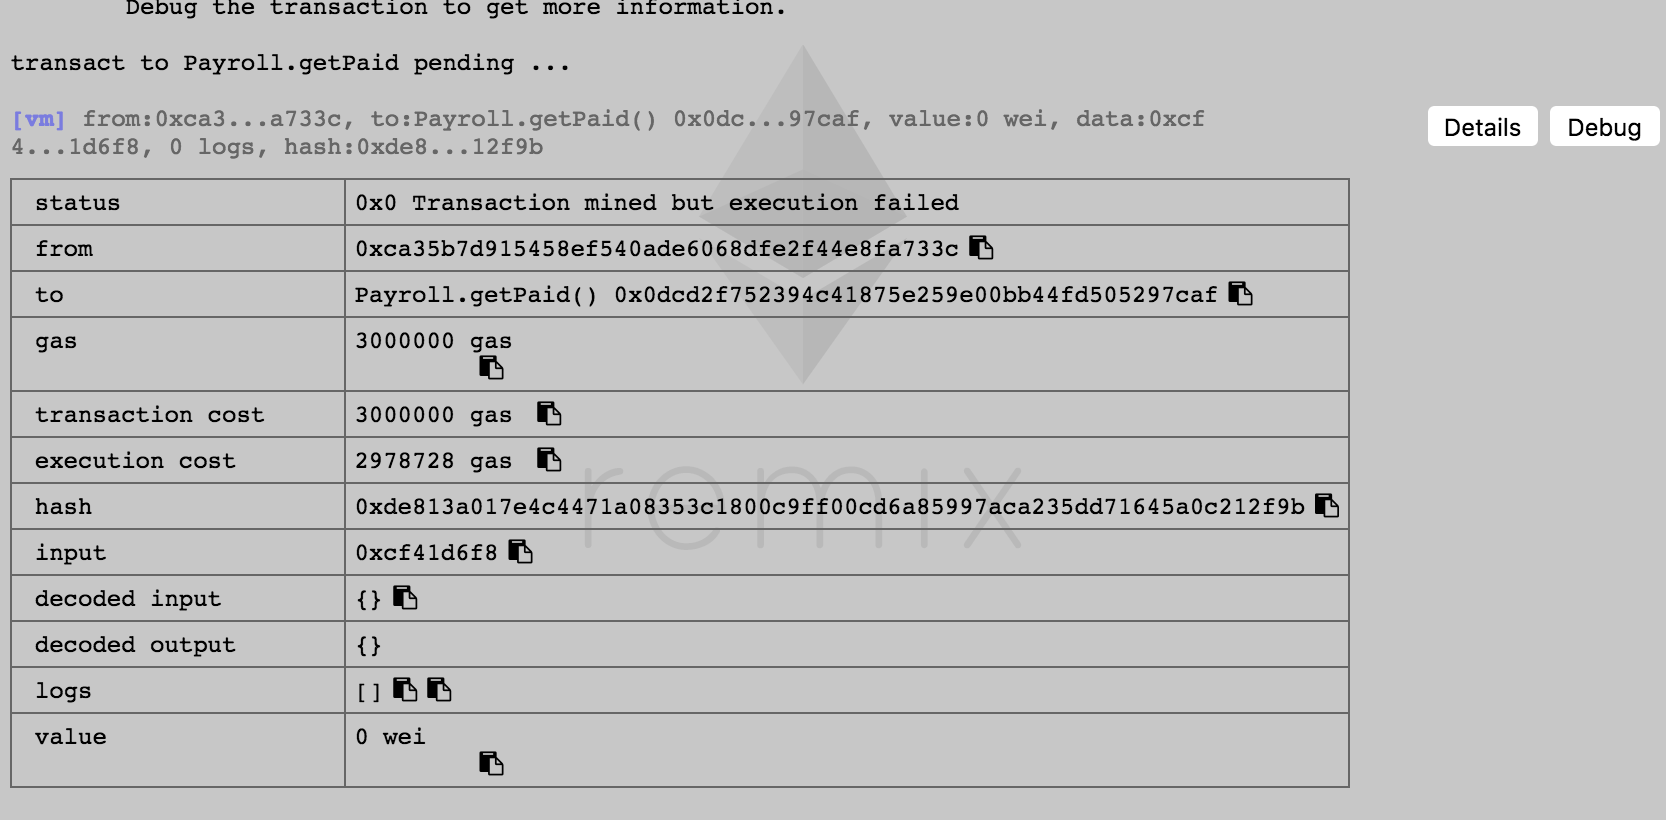 Debug the transaction to get more information.
transact to Payroll.getPaid pending ...
[vm] from:0xca3...a733c, to:Payroll.getPaid() 0x0dc...97caf, value:0 wei, data:0xcf
4...1d6f8, 0 logs, hash:0xde8...12f9b
Details Debug
status 0x0 Transaction mined but execution failed
from 0xca35b7d915458ef540ade6068dfe2f44e8fa733c
to Payroll.getPaid() 0x0dcd2f752394c41875e259e00bb44fd505297caf
gas 3000000 gas
transaction cost 3000000 gas
execution cost 2978728 gas
remix
hash 0xde813a017e4c4471a08353c1800c9ff00cd6a85997aca235dd71645a0c212f9b
input 0xcf41d6f8
decoded input {}
decoded output {}
logs []
value 0 wei